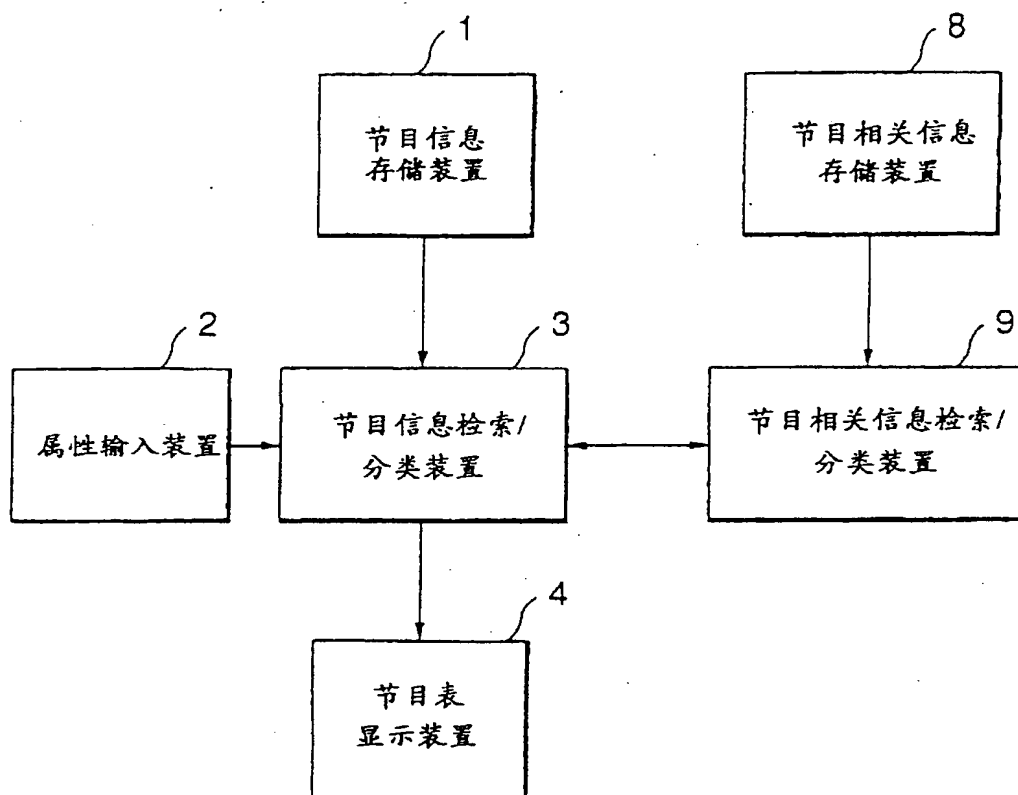 1
节目信息
存储装置
8
节目相关信息
存储装置
2
属性输入装置
3
节目信息检索/
分类装置
9
节目相关信息检索/
分类装置
4
节目表
显示装置